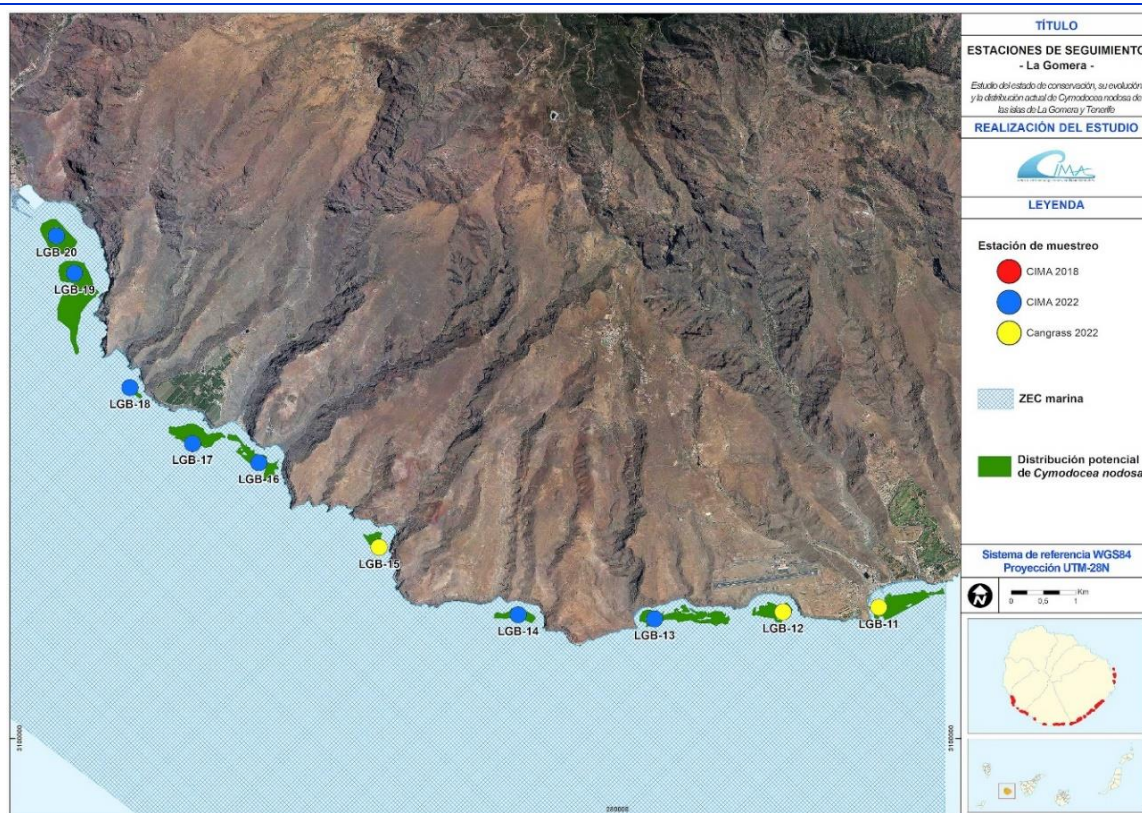 TÍTULO
ESTACIONES DE SEGUIMIENTO
- La Gomera -
Estudio del estado de conservación, su evolución
y la distribución actual de Cymodocea nodosa de
las islas de La Gomera y Tenerife
REALIZACIÓN DEL ESTUDIO
CIMA
LEYENDA
Estación de muestreo
CIMA 2018
CIMA 2022
Cangrass 2022
ZEC marina
Distribución potencial
de Cymodocea nodosa
Sistema de referencia WGS84
Proyección UTM-28N
N
Km
0 0,5 1
LGB-20
LGB-19
LGB-18
LGB-17
LGB-16
LGB-15
LGB-14
LGB-13
LGB-12
LGB-11
3100000
3100000
280000